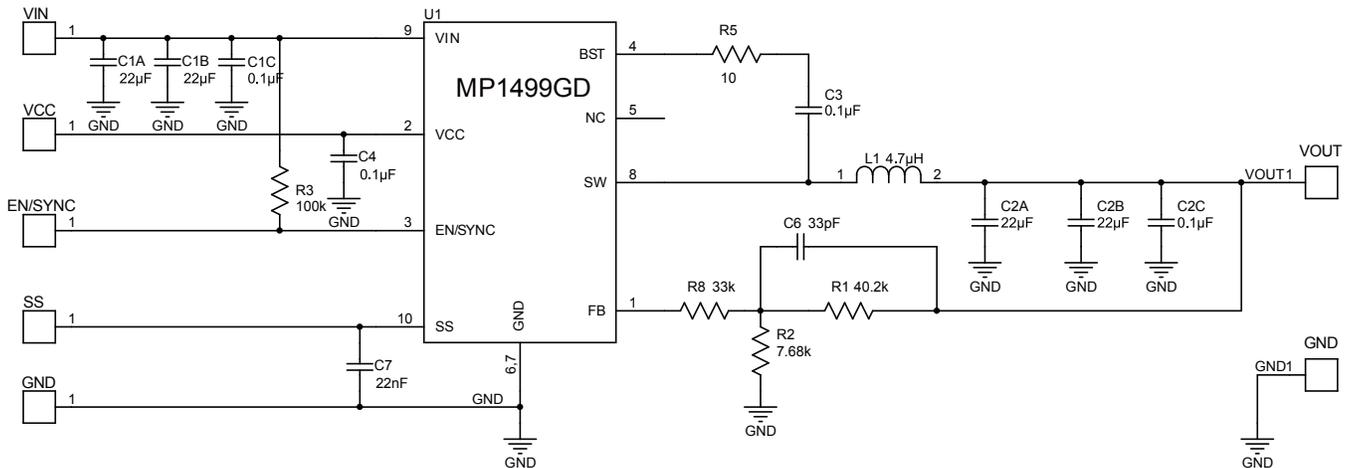 VIN
1
C1A
22µF
GND
C1B
22µF
GND
C1C
0.1µF
GND
VCC
1
C4
0.1µF
GND
R3
100k
EN/SYNC
1
SS
1
C7
22nF
GND
1
GND
U1
MP1499GD
9
VIN
2
VCC
3
EN/SYNC
10
SS
GND
6,7
GND
BST
4
NC
5
SW
8
FB
1
R5
10
C3
0.1µF
L1 4.7µH
1
2
C6 33pF
R8 33k
R1 40.2k
R2
7.68k
GND
C2A
22µF
GND
C2B
22µF
GND
C2C
0.1µF
GND
VOUT
VOUT1
GND
GND1
GND